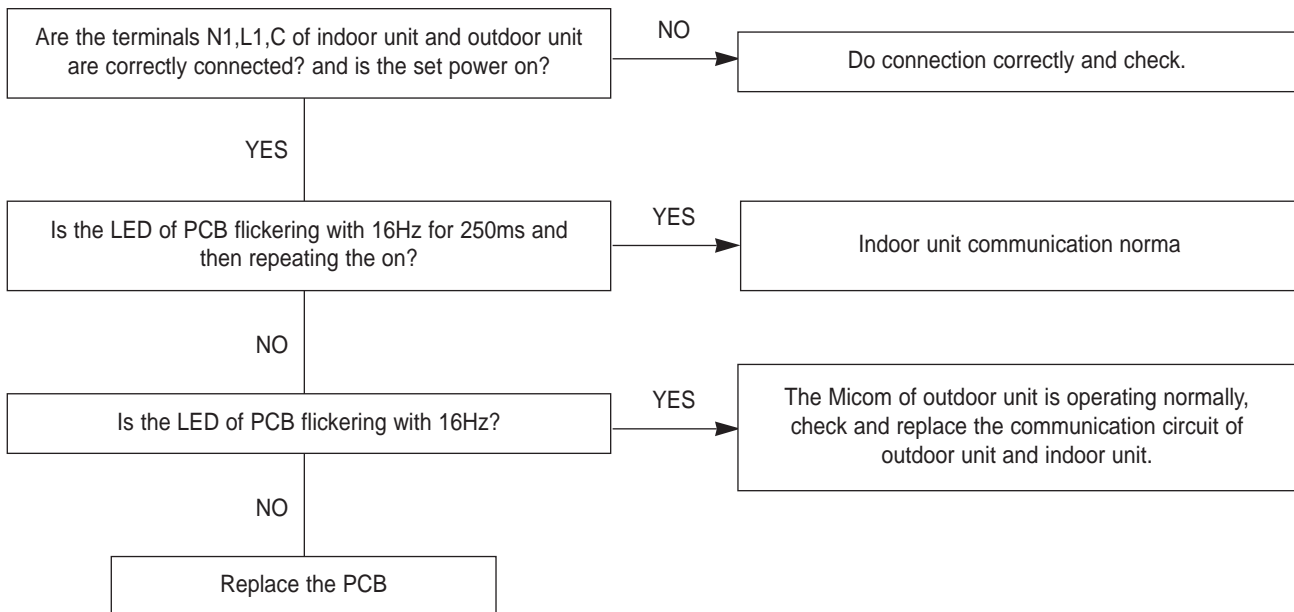 Are the terminals N1,L1,C of indoor unit and outdoor unit
are correctly connected? and is the set power on?
NO
Do connection correctly and check.
YES
Is the LED of PCB flickering with 16Hz for 250ms and
then repeating the on?
YES
Indoor unit communication norma
NO
Is the LED of PCB flickering with 16Hz?
YES
The Micom of outdoor unit is operating normally,
check and replace the communication circuit of
outdoor unit and indoor unit.
NO
Replace the PCB